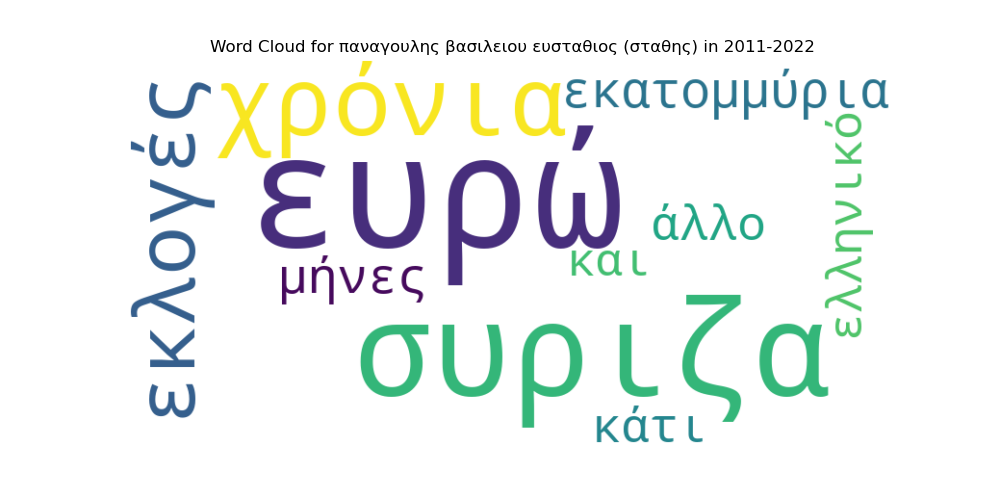 Word Cloud for παναγουλης βασιλειου ευσταθιος (σταθης) in 2011-2022
χρόνια
εκατομμύρια
εκλογές
ευρώ
ελληνικό
άλλο
και
μήνες
συριζα
κάτι